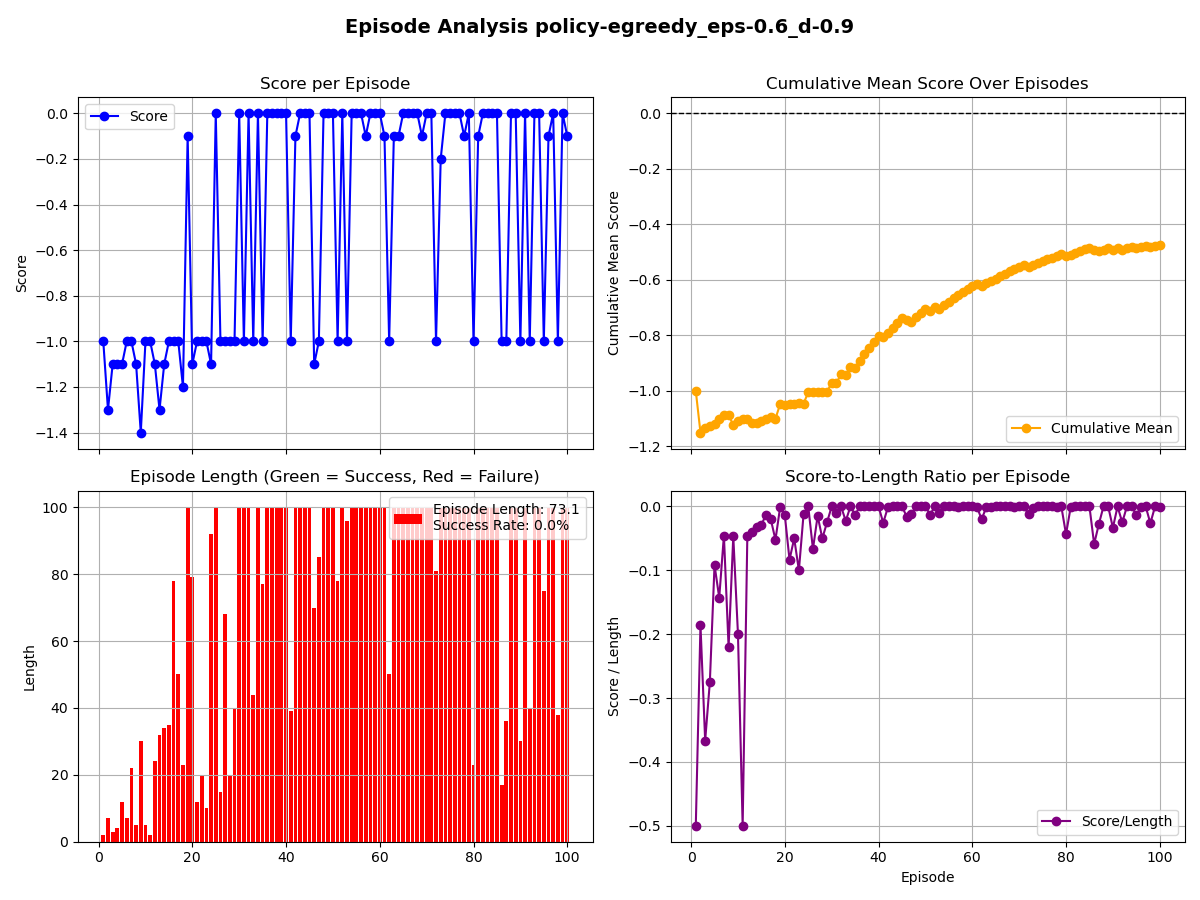 Episode Analysis policy-egreedy_eps-0.6_d-0.9
Score per Episode
Score
0.0
−0.2
−0.4
−0.6
−0.8
−1.0
−1.2
−1.4
Score
Cumulative Mean Score Over Episodes
0.0
−0.2
−0.4
−0.6
−0.8
−1.0
−1.2
Cumulative Mean Score
Cumulative Mean
Episode Length (Green = Success, Red = Failure)
Episode Length: 73.1
Success Rate: 0.0%
100
80
60
40
20
0
Length
0 20 40 60 80 100
Score-to-Length Ratio per Episode
0.0
−0.1
−0.2
−0.3
−0.4
−0.5
Score / Length
Score/Length
0 20 40 60 80 100
Episode